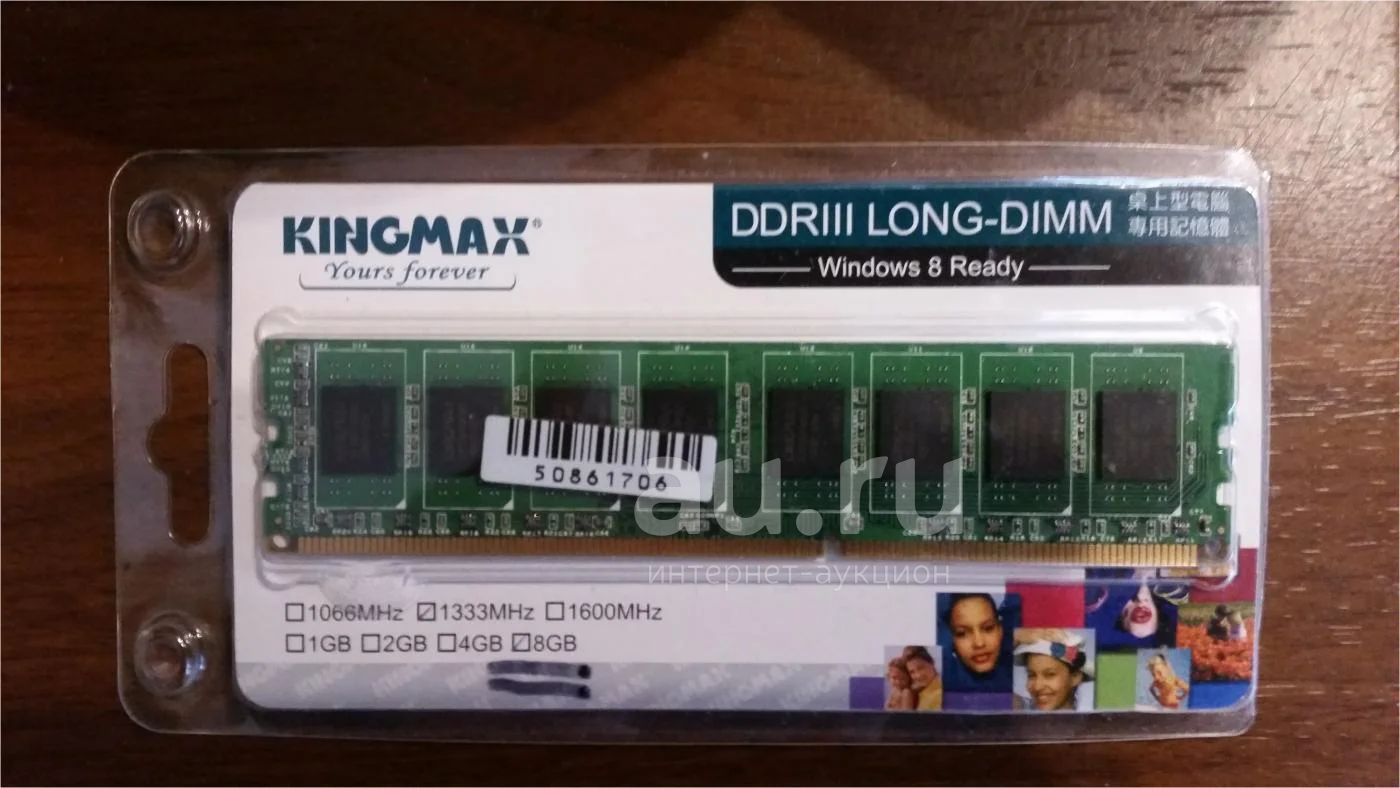 KINGMAX®
Yours forever
DDRIII LONG-DIMM
桌上型電腦
專用記憶體
Windows 8 Ready
50861706
au.ru
интернет-аукцион
☐1066MHz ☑1333MHz ☐1600MHz
☐1GB ☐2GB ☐4GB ☑8GB
KINGMAX